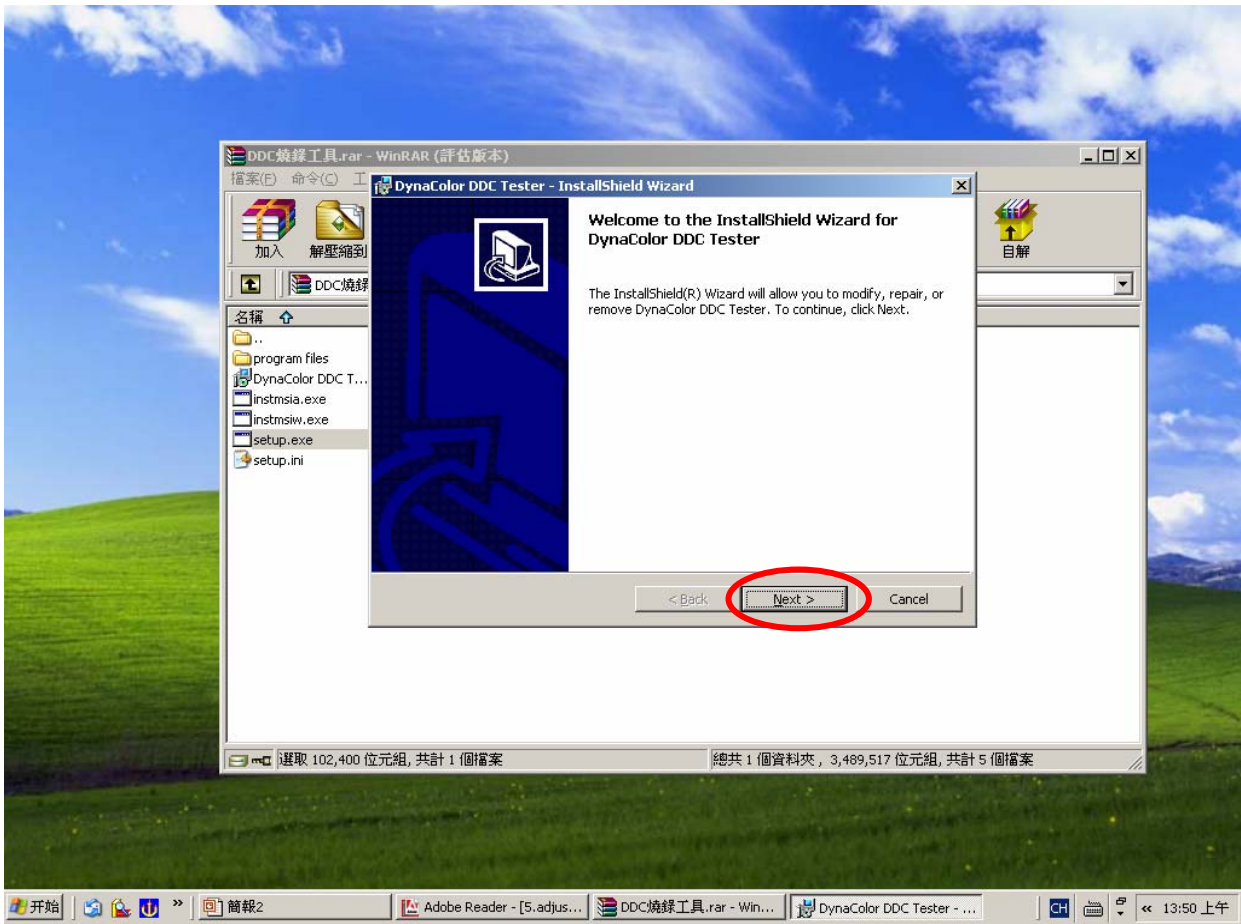 DDC燒錄工具.rar - WinRAR (評估版本)
檔案(F) 命令(C) 工
DynaColor DDC Tester - InstallShield Wizard
加入
解壓縮到
自解
DDC燒錄
名稱
..
program files
DynaColor DDC T...
instmsia.exe
instmsiw.exe
setup.exe
setup.ini
Welcome to the InstallShield Wizard for
DynaColor DDC Tester
The InstallShield(R) Wizard will allow you to modify, repair, or
remove DynaColor DDC Tester. To continue, click Next.
< Back
Next >
Cancel
選取 102,400 位元組, 共計 1 個檔案
總共 1 個資料夾 , 3,489,517 位元組, 共計 5 個檔案
开始
»
簡報2
Adobe Reader - [5.adjus...
DDC燒錄工具.rar - Win...
DynaColor DDC Tester - ...
CH
«
13:50 上午